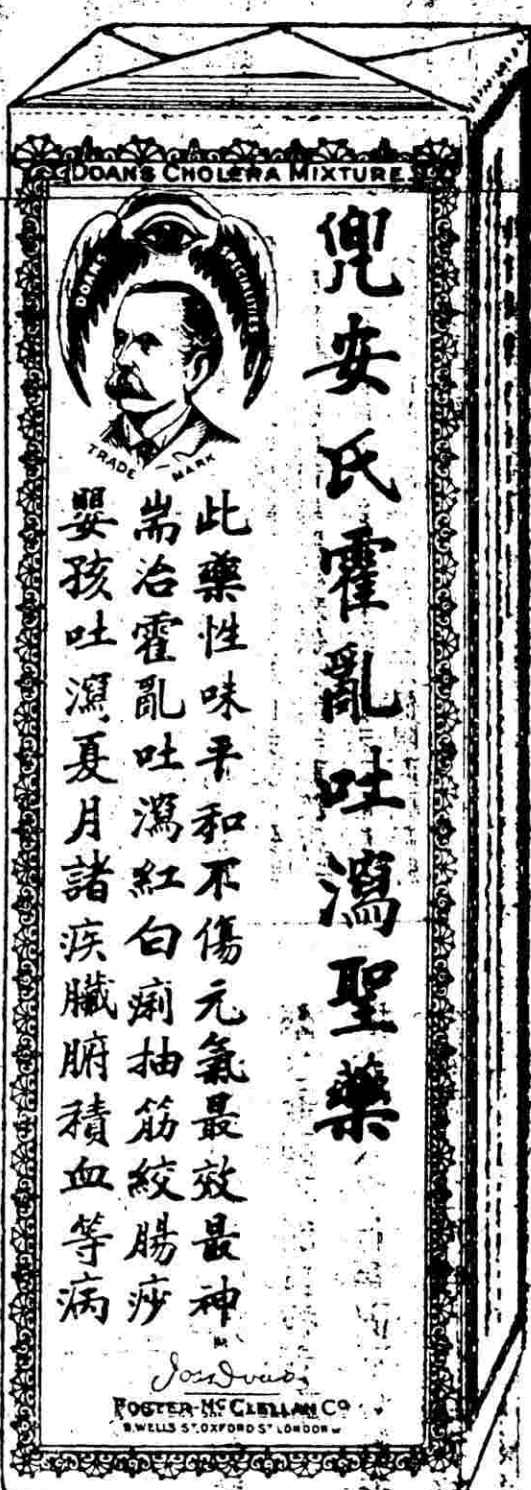 DOAN'S CHOLERA MIXTURE
DOAN'S SPECIALITIES
TRADE MARK
兜安氏霍亂吐瀉聖藥
此藥性味平和不傷元氣最效最神
耑治霍亂吐瀉紅白痢抽筋絞腸痧
嬰孩吐瀉夏月諸疾臟腑積血等病
FOSTER-McCLELLAN Co
8, WELLS ST, OXFORD ST LONDON W